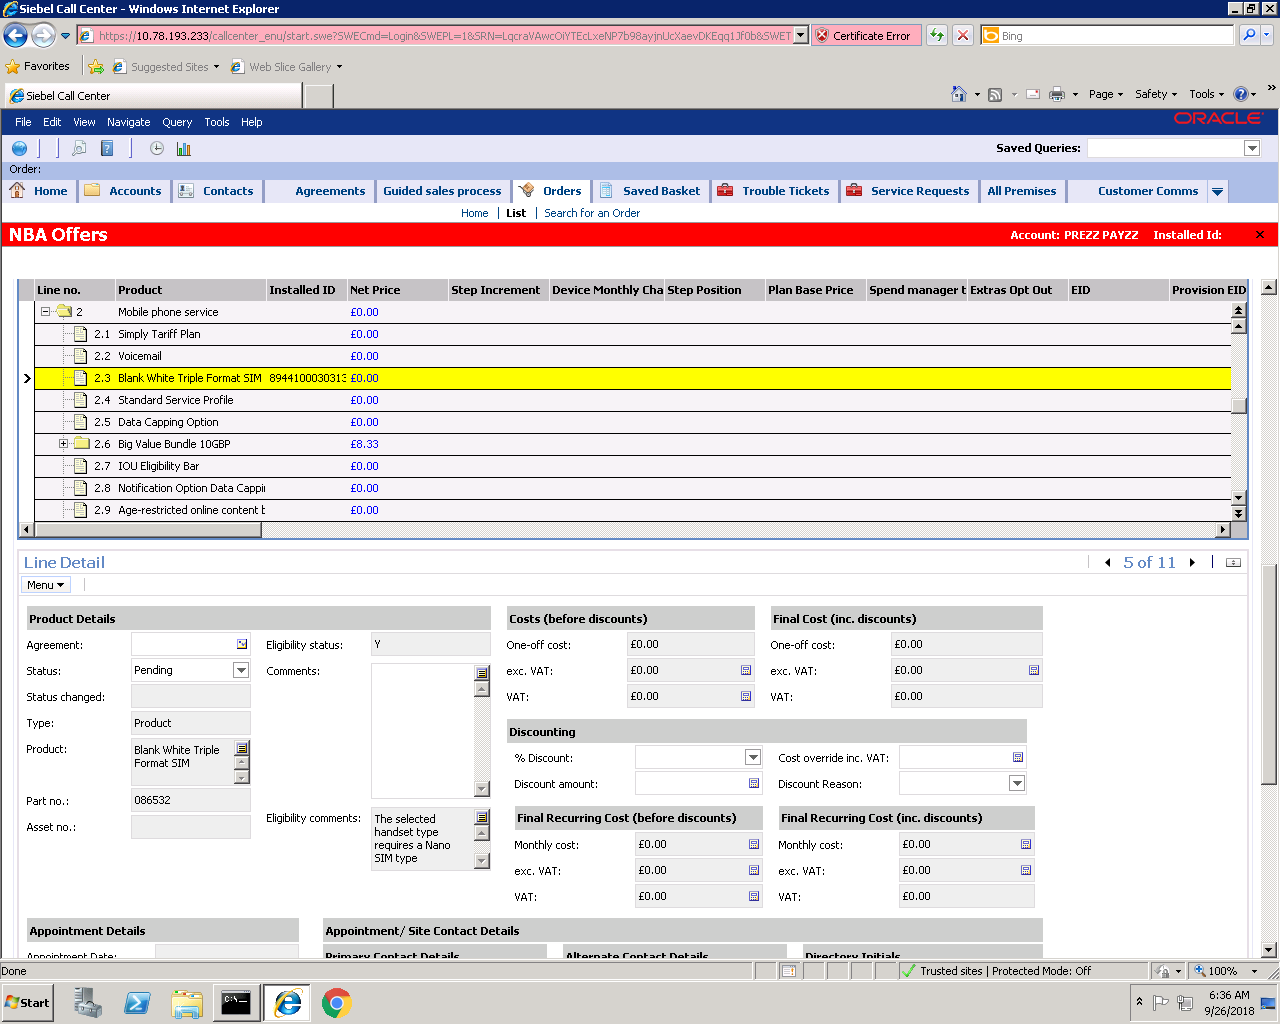 Siebel Call Center - Windows Internet Explorer
https://10.78.193.233/callcenter_enu/start.swe?SWECmd=Login&SWEPL=1&SRN=LqcraVAwcOiYTEcLxeNP7b98ayjnUcXaevDKEqq1Jf0b&SWET
Certificate Error
Bing
Favorites
Suggested Sites
Web Slice Gallery
Siebel Call Center
Page
Safety
Tools
File Edit View Navigate Query Tools Help
ORACLE
Saved Queries:
Order:
Home
Accounts
Contacts
Agreements
Guided sales process
Orders
Saved Basket
Trouble Tickets
Service Requests
All Premises
Customer Comms
Home | List | Search for an Order
NBA Offers
Account: PREZZ PAYZZ Installed Id:
Line no. Product Installed ID Net Price Step Increment Device Monthly Cha Step Position Plan Base Price Spend manager t Extras Opt Out EID Provision EID
2 Mobile phone service £0.00
2.1 Simply Tariff Plan £0.00
2.2 Voicemail £0.00
2.3 Blank White Triple Format SIM 8944100030313 £0.00
2.4 Standard Service Profile £0.00
2.5 Data Capping Option £0.00
2.6 Big Value Bundle 10GBP £8.33
2.7 IOU Eligibility Bar £0.00
2.8 Notification Option Data Cappi £0.00
2.9 Age-restricted online content b £0.00
Line Detail
5 of 11
Menu
Product Details
Agreement:
Status: Pending
Status changed:
Type: Product
Product: Blank White Triple
Format SIM
Part no.: 086532
Asset no.:
Eligibility status: Y
Comments:
Eligibility comments: The selected
handset type
requires a Nano
SIM type
Costs (before discounts)
One-off cost: £0.00
exc. VAT: £0.00
VAT: £0.00
Final Cost (inc. discounts)
One-off cost: £0.00
exc. VAT: £0.00
VAT: £0.00
Discounting
% Discount:
Cost override inc. VAT:
Discount amount:
Discount Reason:
Final Recurring Cost (before discounts)
Monthly cost: £0.00
exc. VAT: £0.00
VAT: £0.00
Final Recurring Cost (inc. discounts)
Monthly cost: £0.00
exc. VAT: £0.00
VAT: £0.00
Appointment Details
Appointment Date:
Appointment/ Site Contact Details
Primary Contact Details
Alternate Contact Details
Directory Initials
Done
Trusted sites | Protected Mode: Off
100%
Start
6:36 AM
9/26/2018